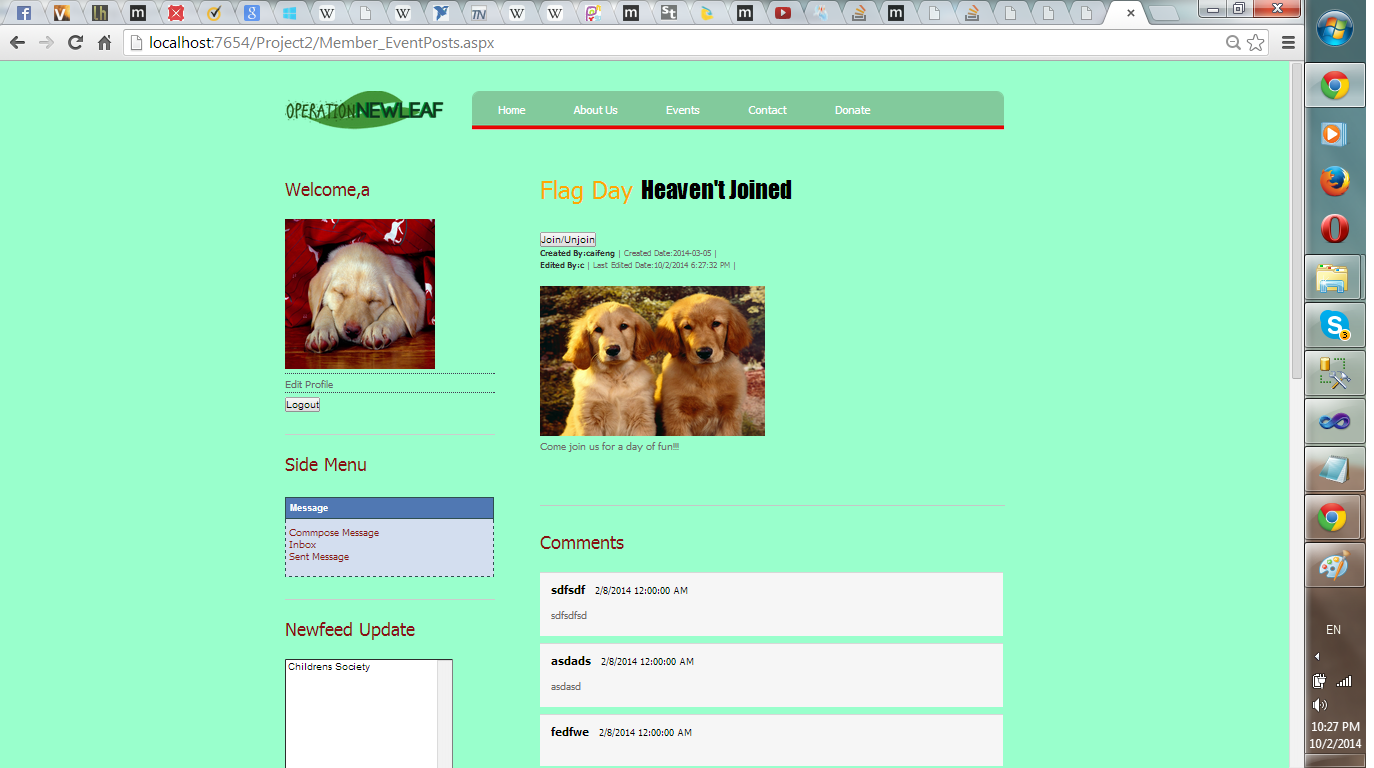 localhost:7654/Project2/Member_EventPosts.aspx
OPERATIONNEWLEAF
Home About Us Events Contact Donate
Welcome,a
Edit Profile
Logout
Side Menu
Message
Commpose Message
Inbox
Sent Message
Newfeed Update
Childrens Society
Flag Day Heaven't Joined
Join/Unjoin
Created By:caifeng | Created Date:2014-03-05 |
Edited By:c | Last Edited Date:10/2/2014 6:27:32 PM |
Come join us for a day of fun!!!
Comments
sdfsdf 2/8/2014 12:00:00 AM
sdfsdfsd
asdads 2/8/2014 12:00:00 AM
asdasd
fedfwe 2/8/2014 12:00:00 AM
EN
10:27 PM
10/2/2014